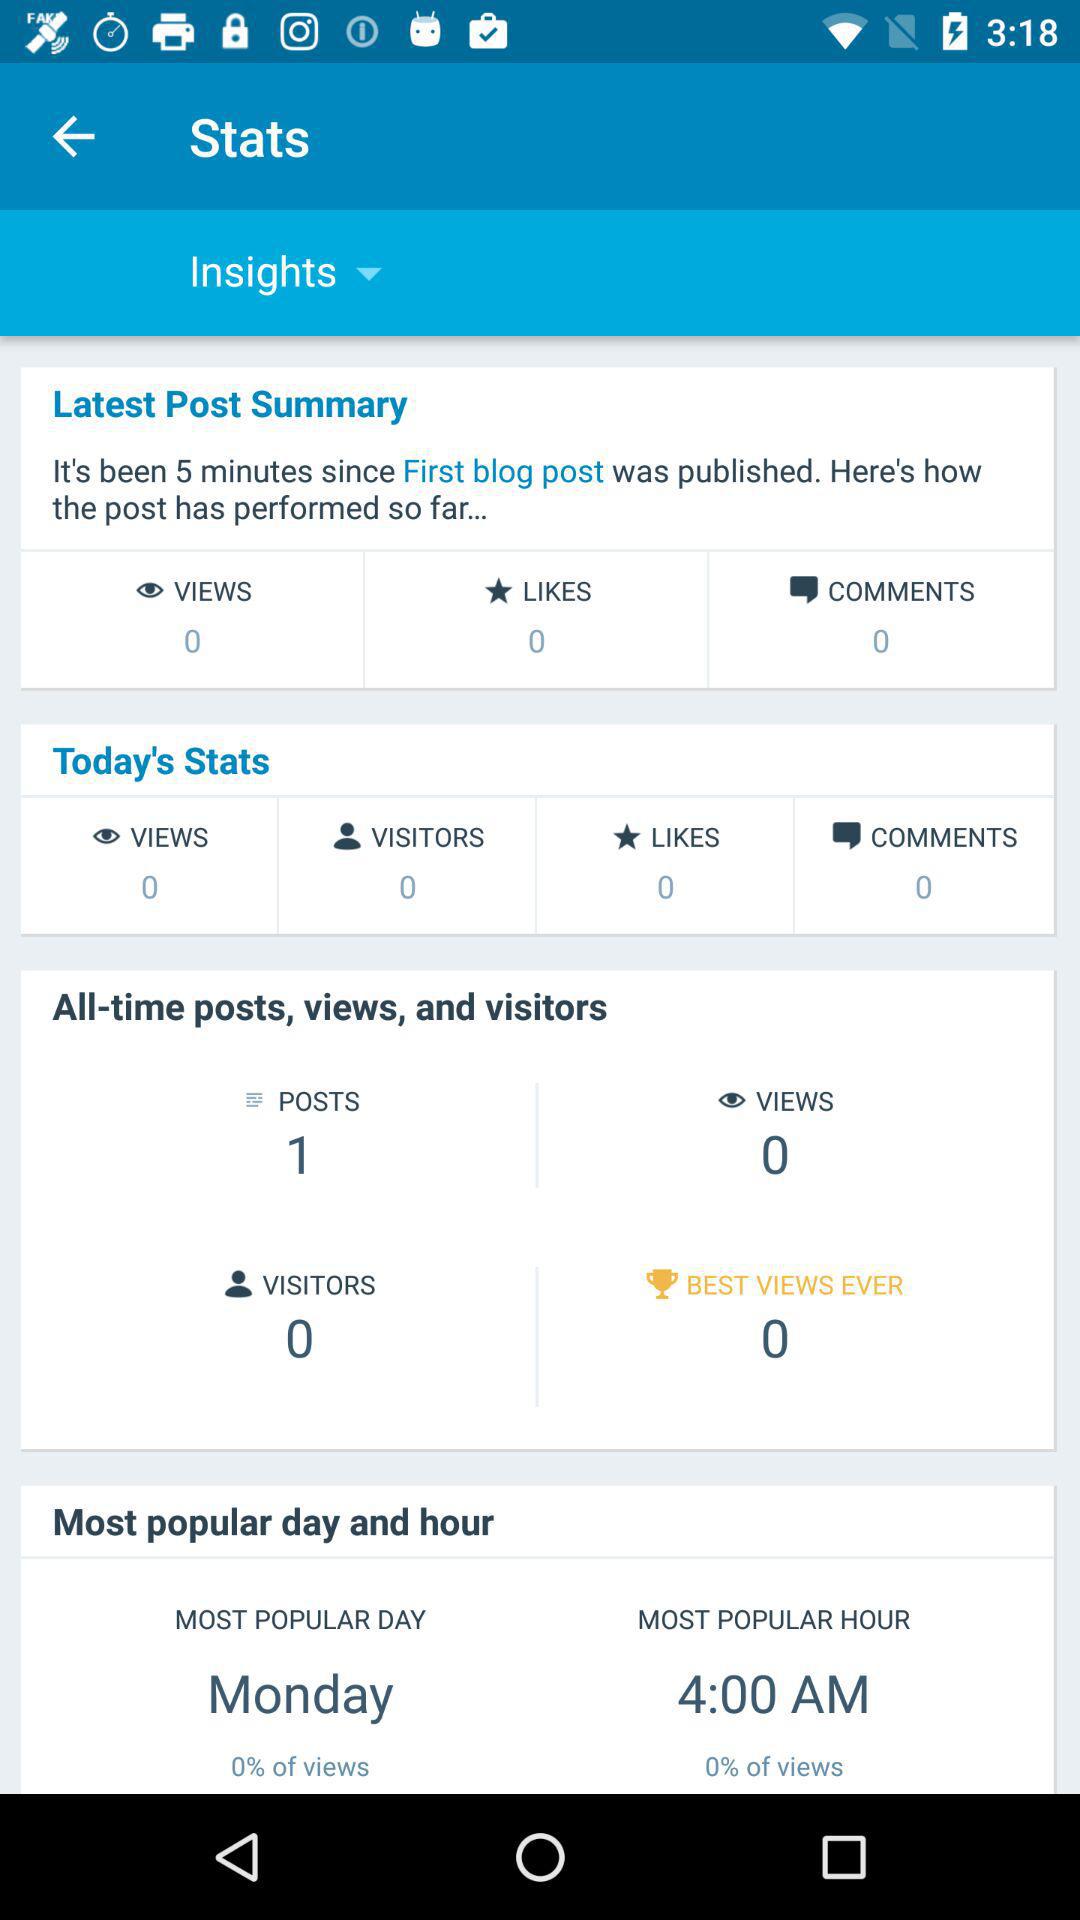 FAKE
3:18
Stats
Insights
Latest Post Summary
It's been 5 minutes since First blog post was published. Here's how
the post has performed so far…
VIEWS LIKES COMMENTS
0 0 0
Today's Stats
VIEWS VISITORS LIKES COMMENTS
0 0 0 0
All-time posts, views, and visitors
POSTS VIEWS
1 0
VISITORS BEST VIEWS EVER
0 0
Most popular day and hour
MOST POPULAR DAY MOST POPULAR HOUR
Monday 4:00 AM
0% of views 0% of views